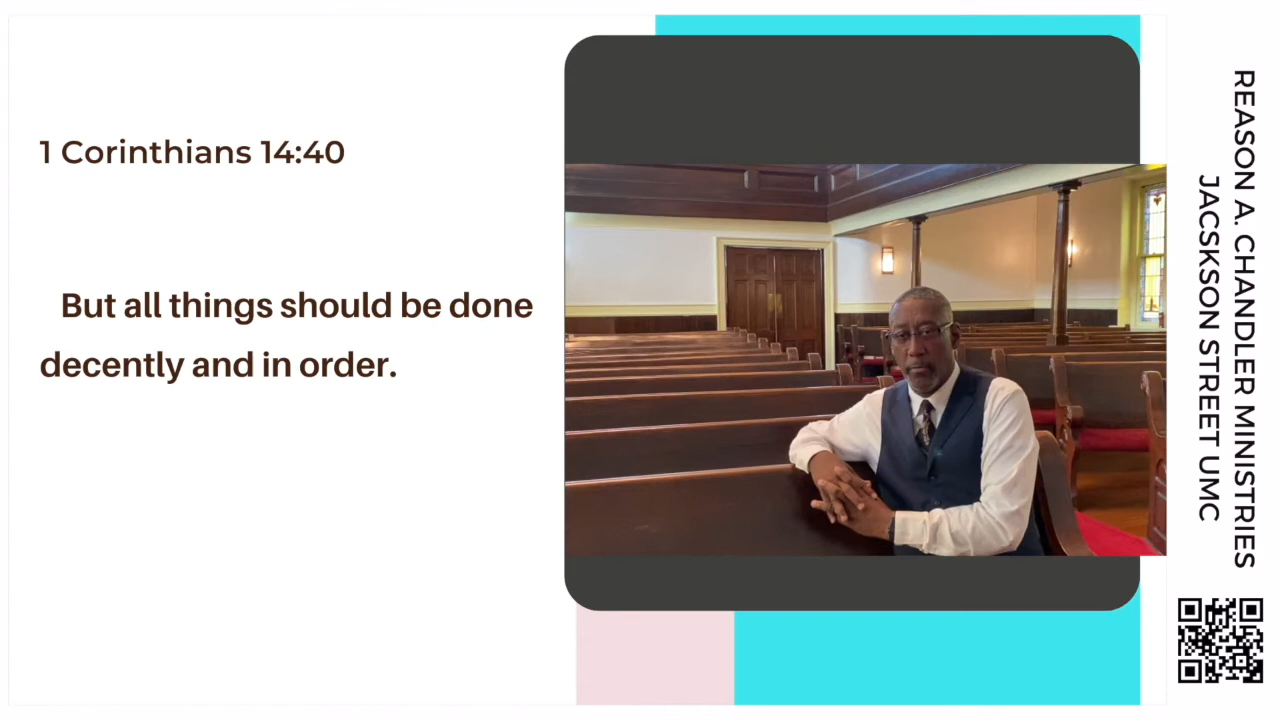 1 Corinthians 14:40
But all things should be done
decently and in order.
REASON A. CHANDLER MINISTRIES
JACSKSON STREET UMC